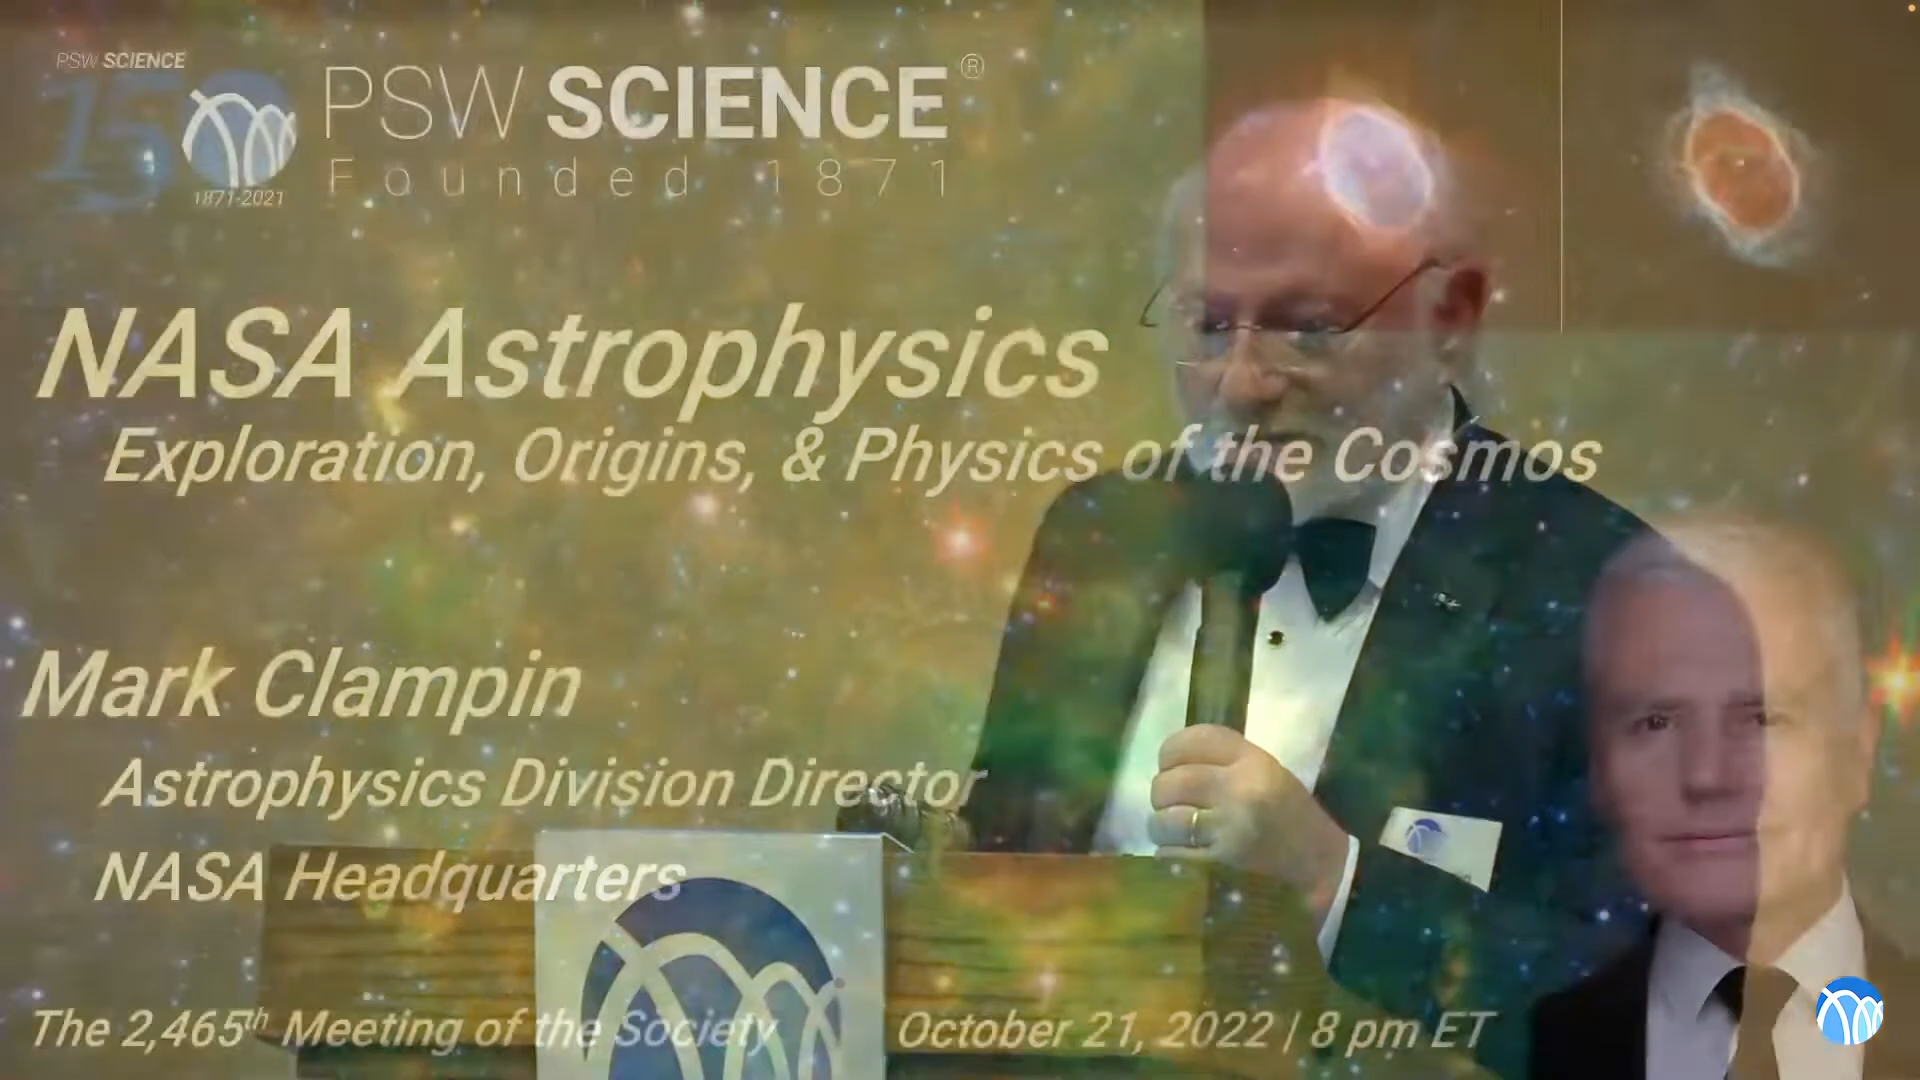 PSW SCIENCE
15
1871-2021
PSW SCIENCE®
Founded 1871
NASA Astrophysics
Exploration, Origins, & Physics of the Cosmos
Mark Clampin
Astrophysics Division Director
NASA Headquarters
The 2,465th Meeting of the Society
October 21, 2022 | 8 pm ET